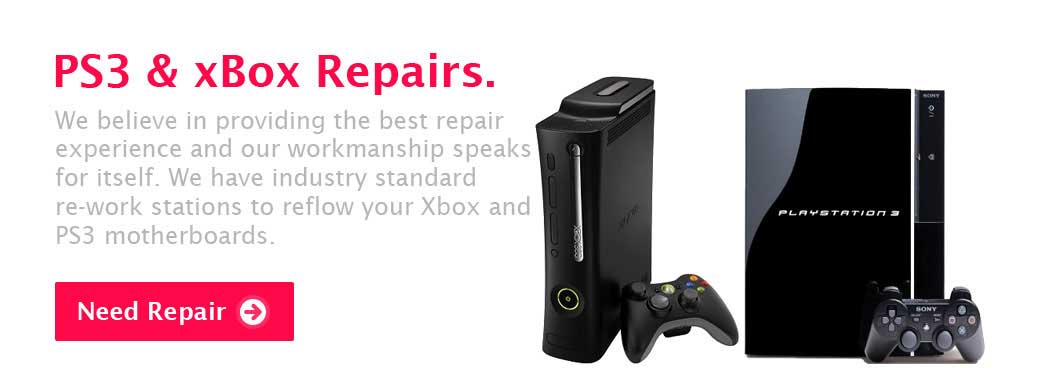 PS3 & xBox Repairs.
We believe in providing the best repair
experience and our workmanship speaks
for itself. We have industry standard
re-work stations to reflow your Xbox and
PS3 motherboards.
Need Repair
SONY
PLAYSTATION 3
SONY